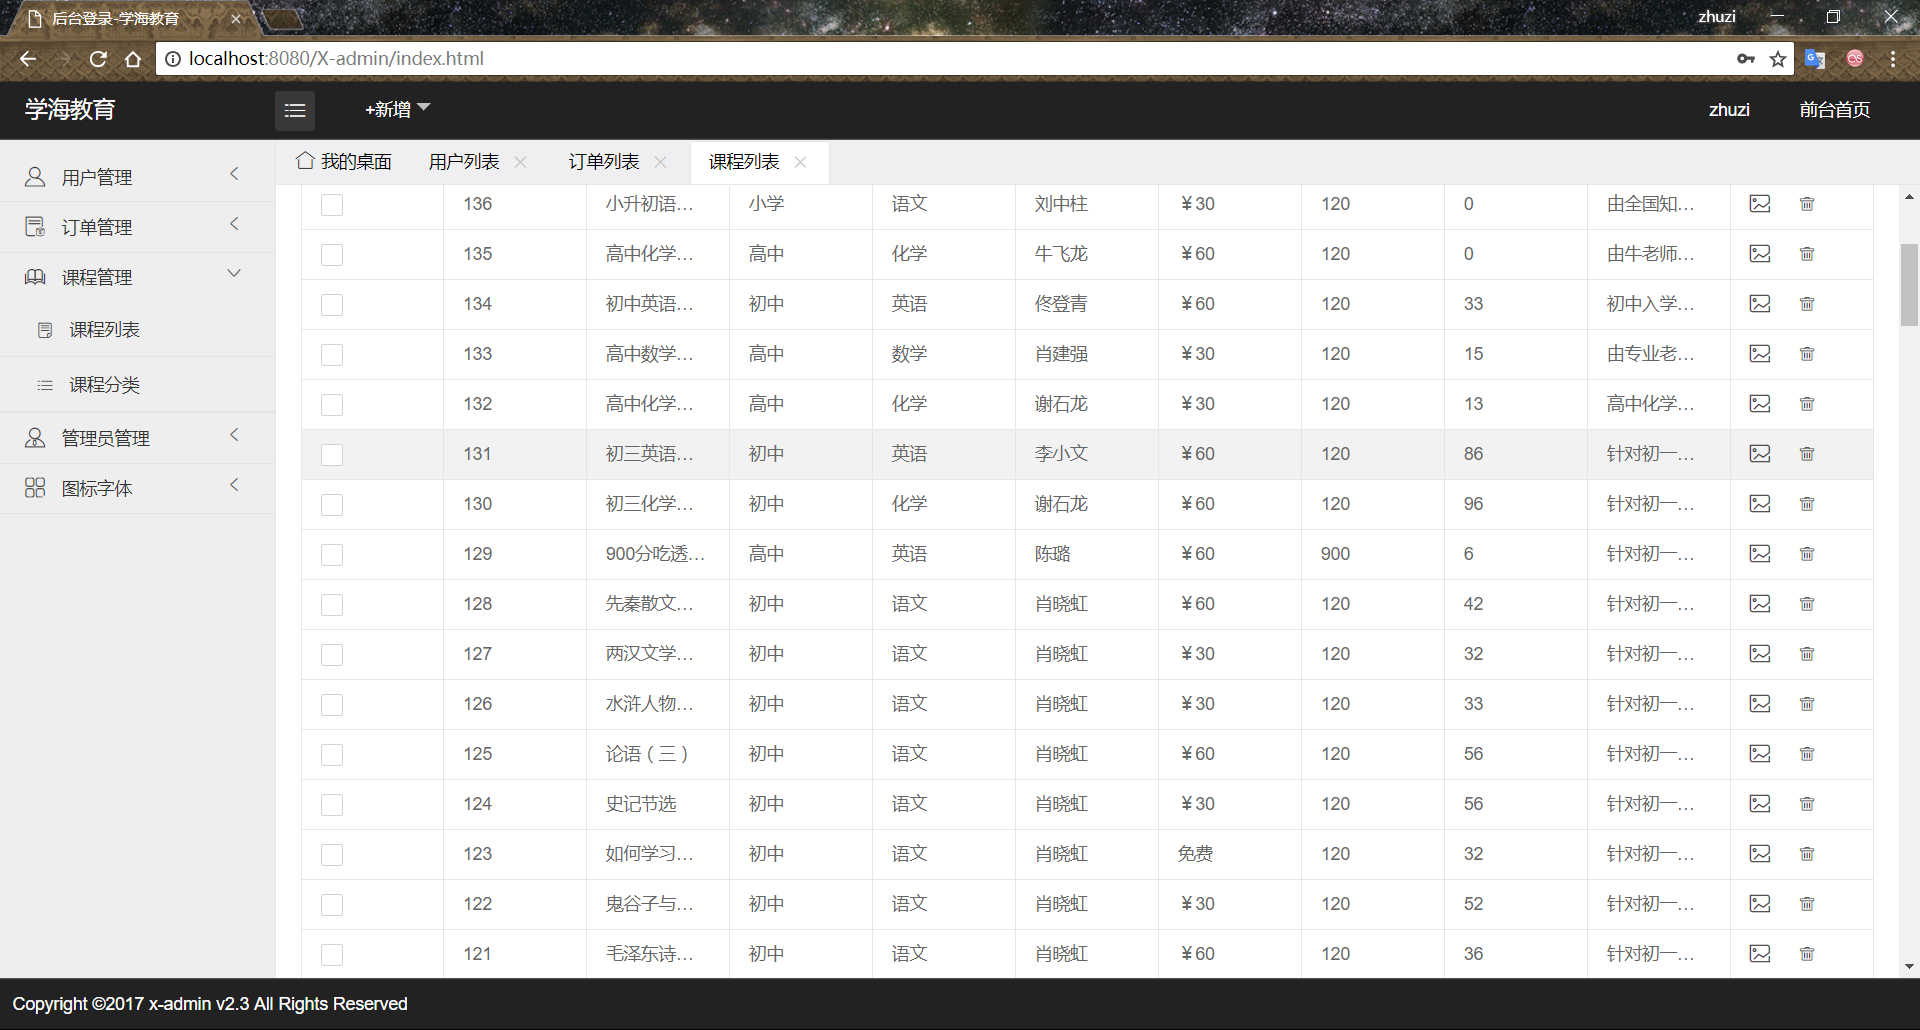 后台登录-学海教育
zhuzi
localhost:8080/X-admin/index.html
学海教育 +新增 zhuzi 前台首页
我的桌面 用户列表 订单列表 课程列表
用户管理
订单管理
课程管理
课程列表
课程分类
管理员管理
图标字体
136 小升初语... 小学 语文 刘中柱 ¥30 120 0 由全国知...
135 高中化学... 高中 化学 牛飞龙 ¥60 120 0 由牛老师...
134 初中英语... 初中 英语 佟登青 ¥60 120 33 初中入学...
133 高中数学... 高中 数学 肖建强 ¥30 120 15 由专业老...
132 高中化学... 高中 化学 谢石龙 ¥30 120 13 高中化学...
131 初三英语... 初中 英语 李小文 ¥60 120 86 针对初一...
130 初三化学... 初中 化学 谢石龙 ¥60 120 96 针对初一...
129 900分吃透... 高中 英语 陈璐 ¥60 900 6 针对初一...
128 先秦散文... 初中 语文 肖晓虹 ¥60 120 42 针对初一...
127 两汉文学... 初中 语文 肖晓虹 ¥30 120 32 针对初一...
126 水浒人物... 初中 语文 肖晓虹 ¥30 120 33 针对初一...
125 论语（三） 初中 语文 肖晓虹 ¥60 120 56 针对初一...
124 史记节选 初中 语文 肖晓虹 ¥30 120 56 针对初一...
123 如何学习... 初中 语文 肖晓虹 免费 120 32 针对初一...
122 鬼谷子与... 初中 语文 肖晓虹 ¥30 120 52 针对初一...
121 毛泽东诗... 初中 语文 肖晓虹 ¥60 120 36 针对初一...
Copyright ©2017 x-admin v2.3 All Rights Reserved